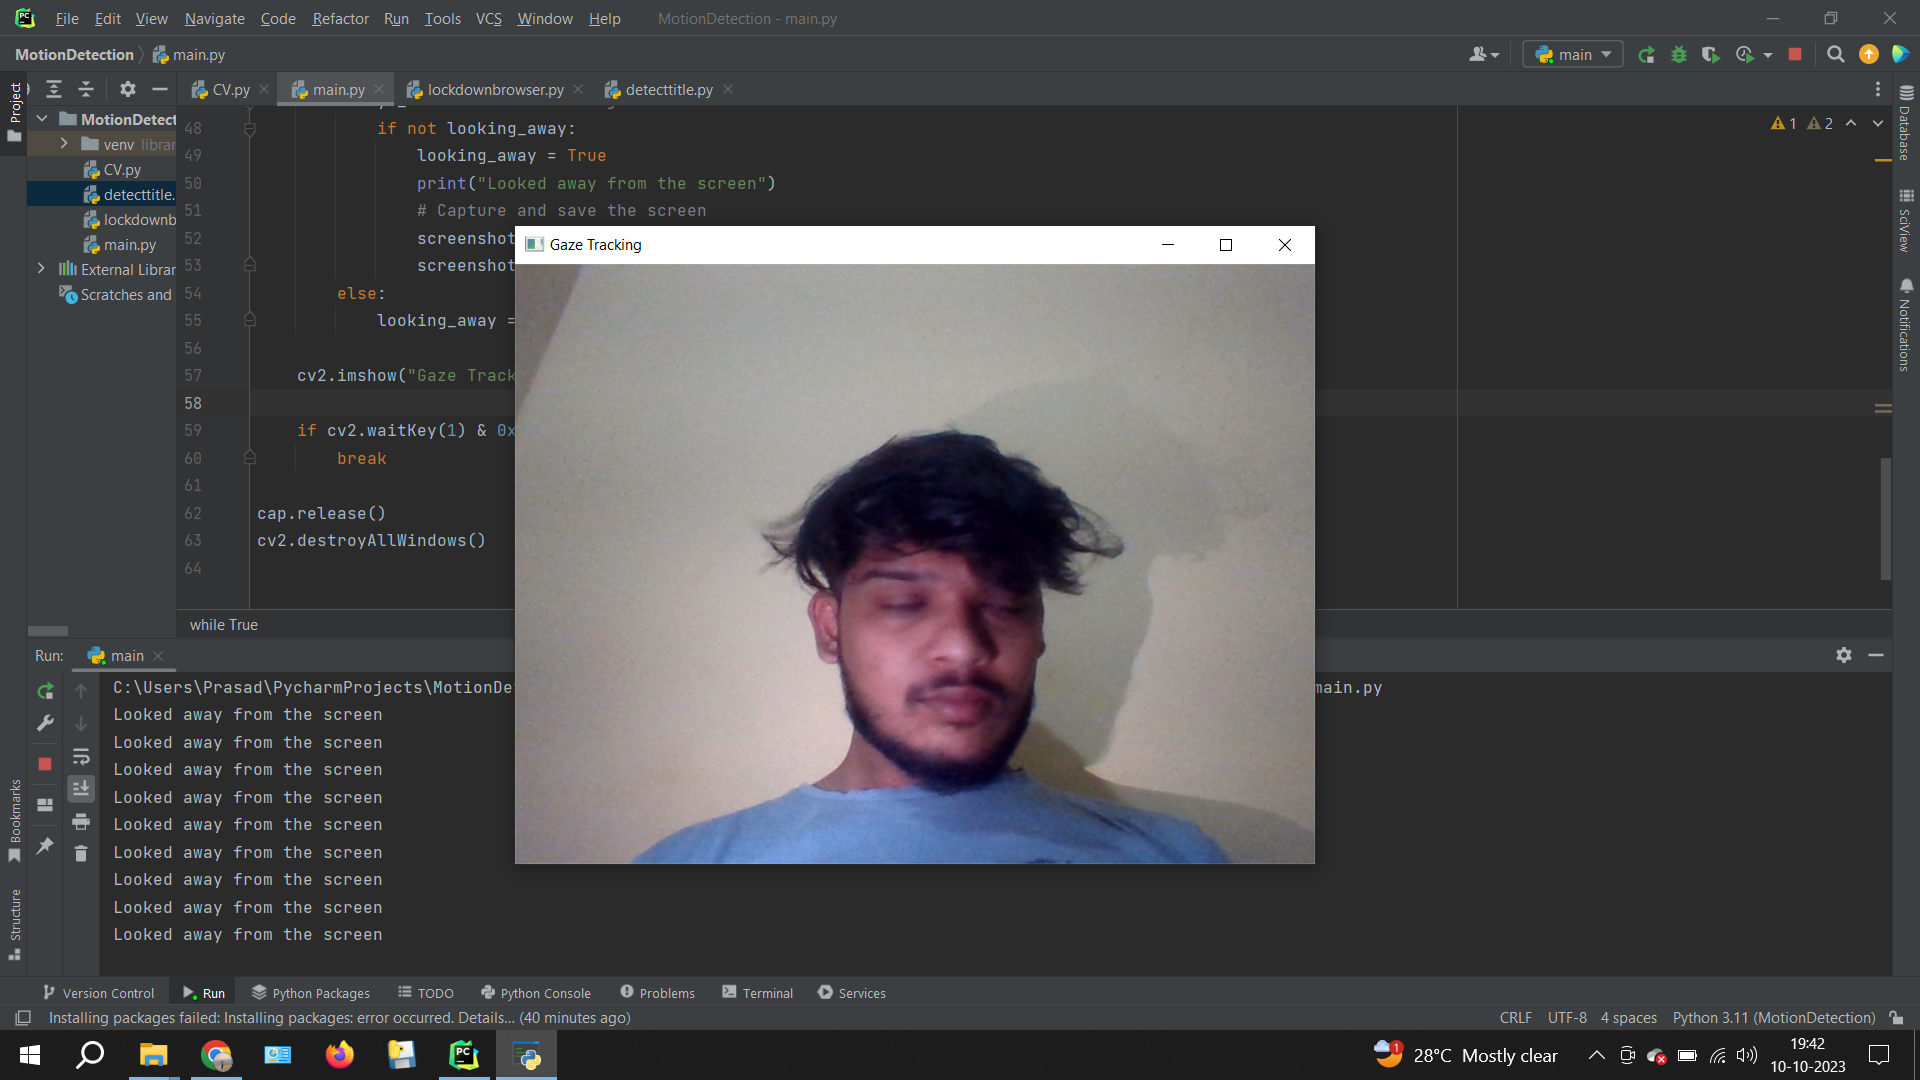 File Edit View Navigate Code Refactor Run Tools VCS Window Help MotionDetection - main.py
MotionDetection main.py
main
Project
CV.py main.py lockdownbrowser.py detecttitle.py
MotionDetect
venv librar
CV.py
detecttitle.
lockdownb
main.py
External Librar
Scratches and
48 if not looking_away:
49 looking_away = True
50 print("Looked away from the screen")
51 # Capture and save the screen
52 screenshot
53 screenshot
54 else:
55 looking_away =
56
57 cv2.imshow("Gaze Track
58
59 if cv2.waitKey(1) & 0x
60 break
61
62 cap.release()
63 cv2.destroyAllWindows()
64
1 2
Database
SciView
Notifications
Gaze Tracking
while True
Run: main
C:\Users\Prasad\PycharmProjects\MotionDe main.py
Looked away from the screen
Looked away from the screen
Looked away from the screen
Looked away from the screen
Looked away from the screen
Looked away from the screen
Looked away from the screen
Looked away from the screen
Looked away from the screen
Bookmarks
Structure
Version Control Run Python Packages TODO Python Console Problems Terminal Services
Installing packages failed: Installing packages: error occurred. Details... (40 minutes ago) CRLF UTF-8 4 spaces Python 3.11 (MotionDetection)
1 28°C Mostly clear
19:42
10-10-2023